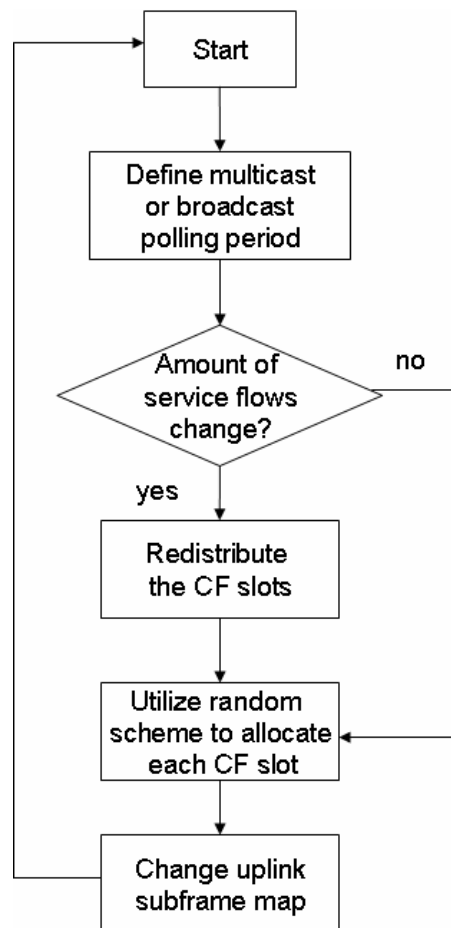 Start
Define multicast
or broadcast
polling period
Amount of
service flows
change?
no
yes
Redistribute
the CF slots
Utilize random
scheme to allocate
each CF slot
Change uplink
subframe map